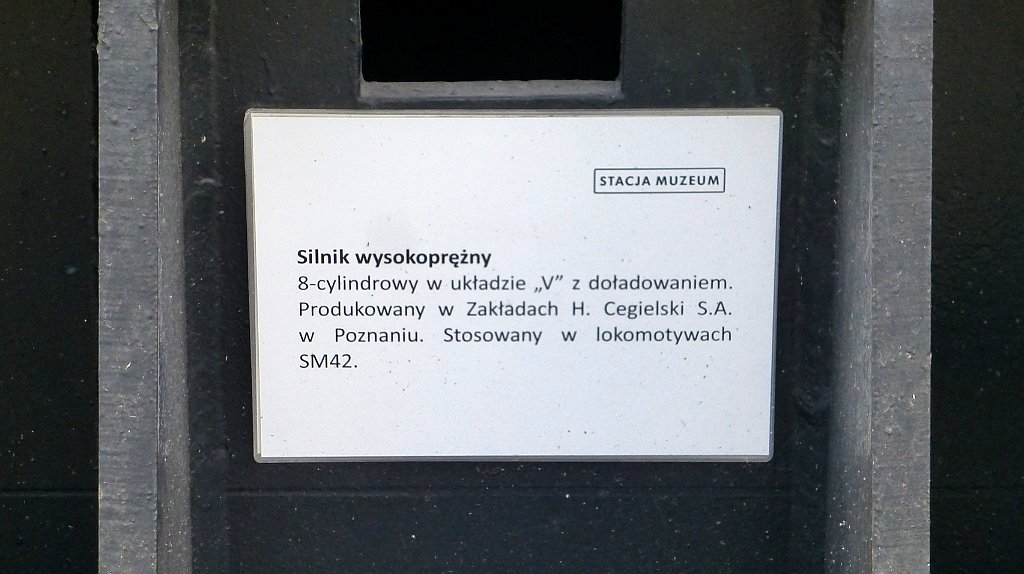 STACJA MUZEUM
Silnik wysokoprężny
8-cylindrowy w układzie „V” z doładowaniem.
Produkowany w Zakładach H. Cegielski S.A.
w Poznaniu. Stosowany w lokomotywach
SM42.